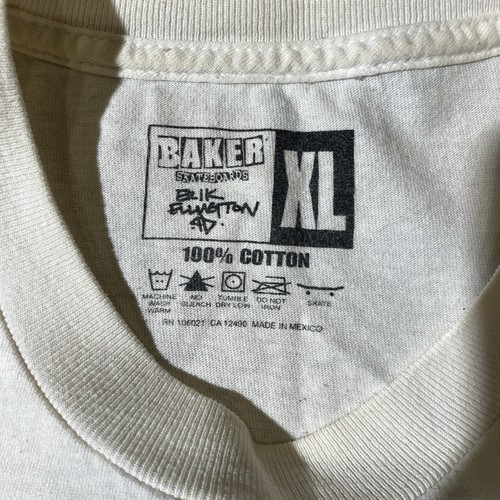 BAKER
SKATEBOARDS
ERIK
ELLINGTON
XL
100% COTTON
MACHINE WASH WARM
NO BLEACH
TUMBLE DRY LOW
DO NOT IRON
SKATE
RN 106021 CA 12490 MADE IN MEXICO